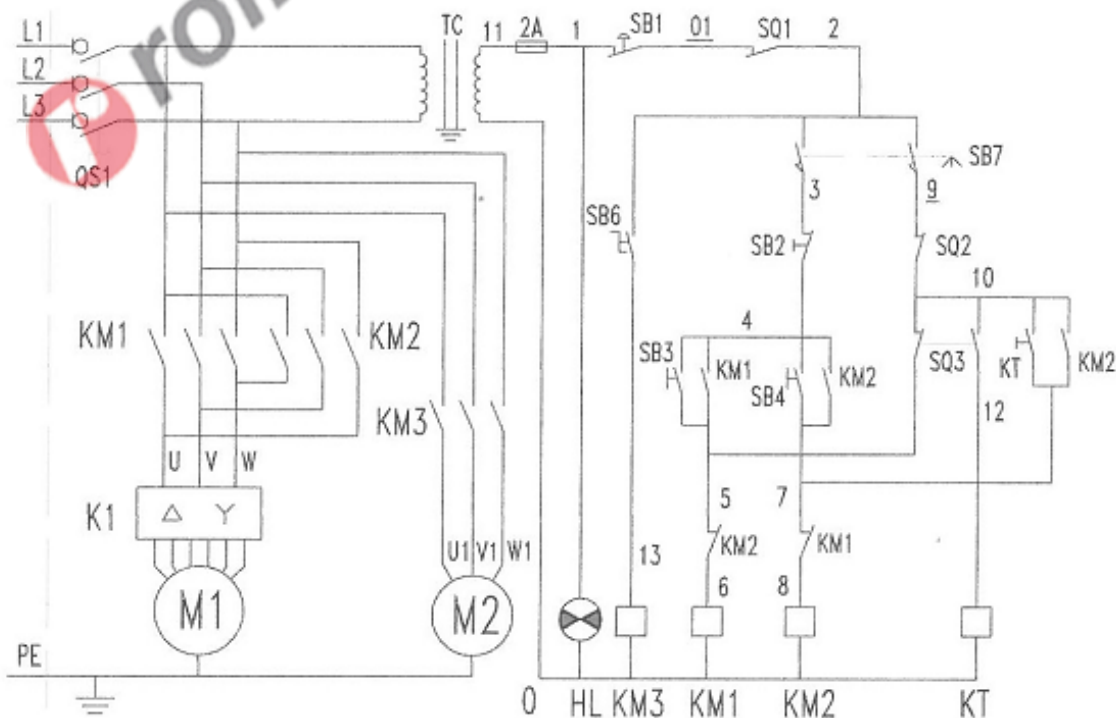 L1 TC 11 2A 1 SB1 01 SQ1 2
L2
L3
QS1
SB7
3 9
SB6 SB2 SQ2
10
4
KM1 KM2 SB3 KM1 SB4 KM2 SQ3 KT KM2
KM3 12
U V W
K1 △ Y
5 7
U1 V1 W1 13 KM2 KM1
6 8
M1 M2
PE
0 HL KM3 KM1 KM2 KT